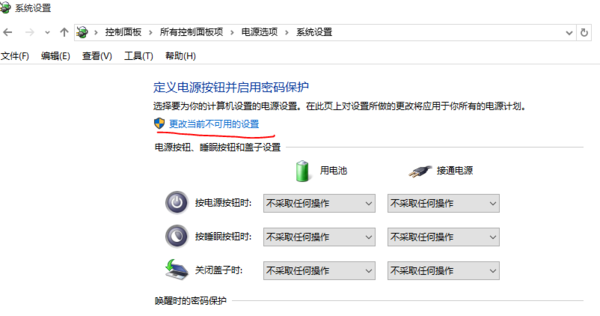 系统设置
控制面板 › 所有控制面板项 › 电源选项 › 系统设置
文件(F) 编辑(E) 查看(V) 工具(T) 帮助(H)
定义电源按钮并启用密码保护
选择要为你的计算机设置的电源设置。在此页上对设置所做的更改将应用于你所有的电源计划。
更改当前不可用的设置
电源按钮、睡眠按钮和盖子设置
用电池 接通电源
按电源按钮时: 不采取任何操作 不采取任何操作
按睡眠按钮时: 不采取任何操作 不采取任何操作
关闭盖子时: 不采取任何操作 不采取任何操作
唤醒时的密码保护